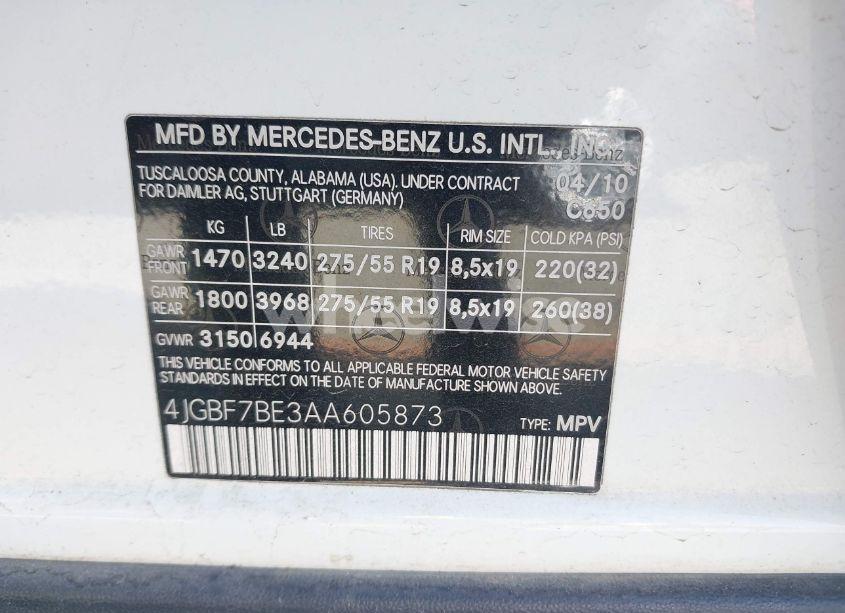 MFD BY MERCEDES-BENZ U.S. INTL., INC.
TUSCALOOSA COUNTY, ALABAMA (USA). UNDER CONTRACT 04/10
FOR DAIMLER AG, STUTTGART (GERMANY) C650
KG LB TIRES RIM SIZE COLD KPA (PSI)
GAWR FRONT 1470 3240 275/55 R19 8,5x19 220(32)
GAWR REAR 1800 3968 275/55 R19 8,5x19 260(38)
GVWR 3150 6944
THIS VEHICLE CONFORMS TO ALL APPLICABLE FEDERAL MOTOR VEHICLE SAFETY
STANDARDS IN EFFECT ON THE DATE OF MANUFACTURE SHOWN ABOVE.
4JGBF7BE3AA605873 TYPE: MPV